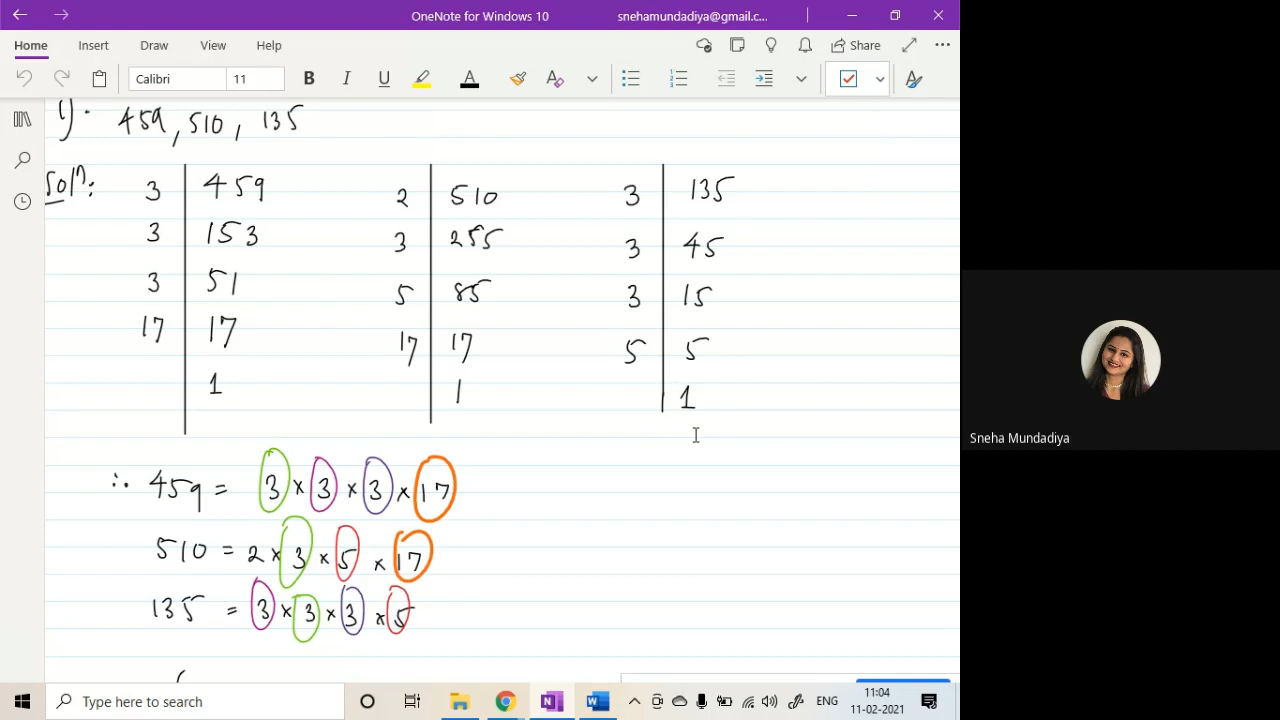 OneNote for Windows 10
snehamundadiya@gmail.c...
Home Insert Draw View Help
Share
Calibri 11 B I U A
1). 459, 510, 135
Soln:
3 459 2 510 3 135
3 153 3 255 3 45
3 51 5 85 3 15
17 17 17 17 5 5
1 1 1
∴ 459 = 3 × 3 × 3 × 17
510 = 2 × 3 × 5 × 17
135 = 3 × 3 × 3 × 5
Sneha Mundadiya
Type here to search
ENG
11:04
11-02-2021